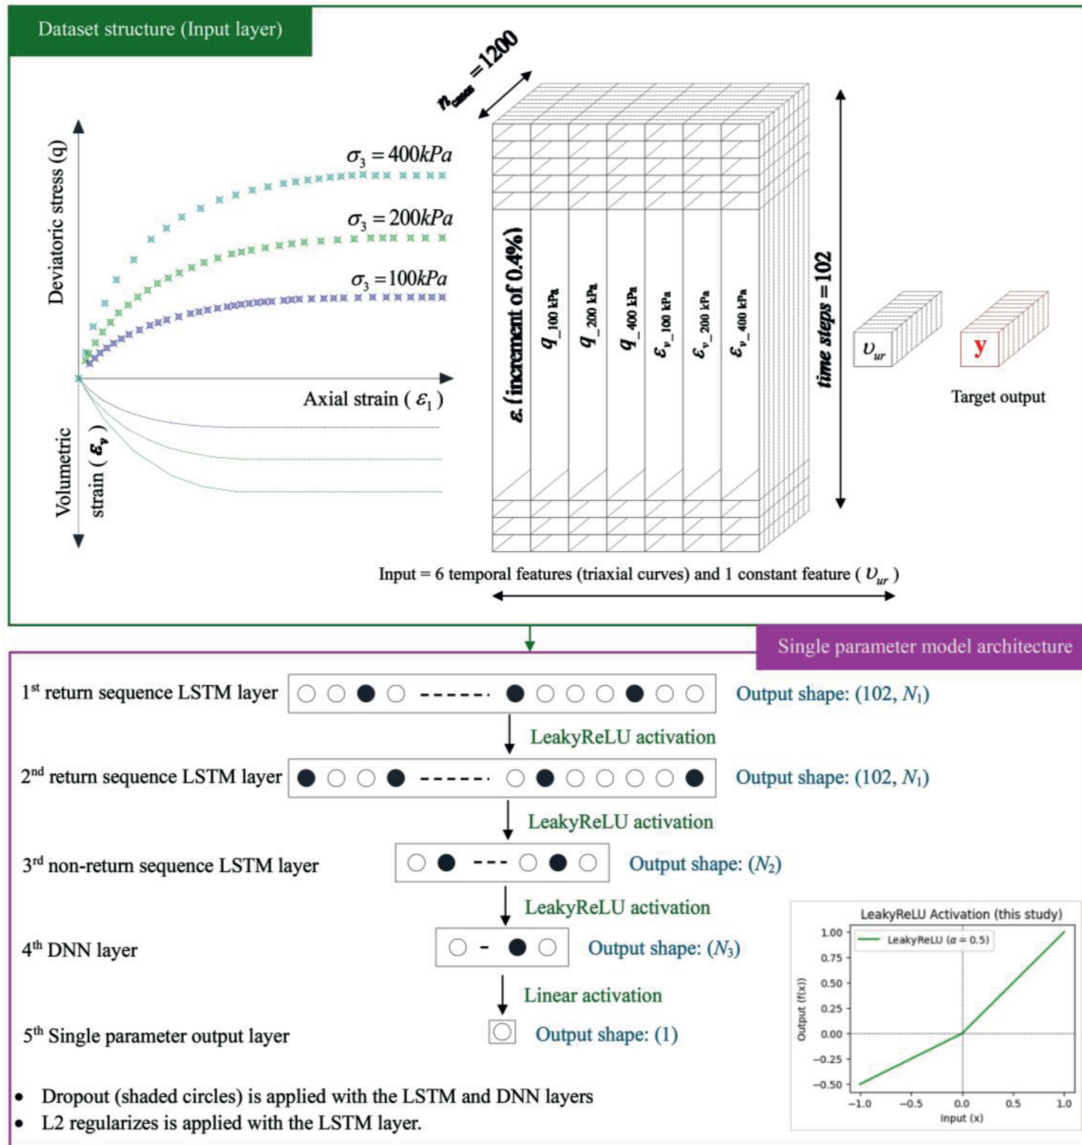 Dataset structure (Input layer)
n_cases = 1200
Deviatoric stress (q)
σ₃ = 400kPa
σ₃ = 200kPa
σ₃ = 100kPa
Axial strain ( ε₁ )
Volumetric
strain ( εᵥ )
ε. (increment of 0.4%)
q_100 kPa
q_200 kPa
q_400 kPa
εᵥ_100 kPa
εᵥ_200 kPa
εᵥ_400 kPa
time steps = 102
υ_ur
y
Target output
Input = 6 temporal features (triaxial curves) and 1 constant feature ( υ_ur )
Single parameter model architecture
1st return sequence LSTM layer
Output shape: (102, N₁)
LeakyReLU activation
2nd return sequence LSTM layer
Output shape: (102, N₁)
LeakyReLU activation
3rd non-return sequence LSTM layer
Output shape: (N₂)
LeakyReLU activation
4th DNN layer
Output shape: (N₃)
Linear activation
5th Single parameter output layer
Output shape: (1)
• Dropout (shaded circles) is applied with the LSTM and DNN layers
• L2 regularizes is applied with the LSTM layer.
LeakyReLU Activation (this study)
LeakyReLU (α = 0.5)
Output (f(x))
1.00
0.75
0.50
0.25
0.00
−0.25
−0.50
−1.0 −0.5 0.0 0.5 1.0
Input (x)